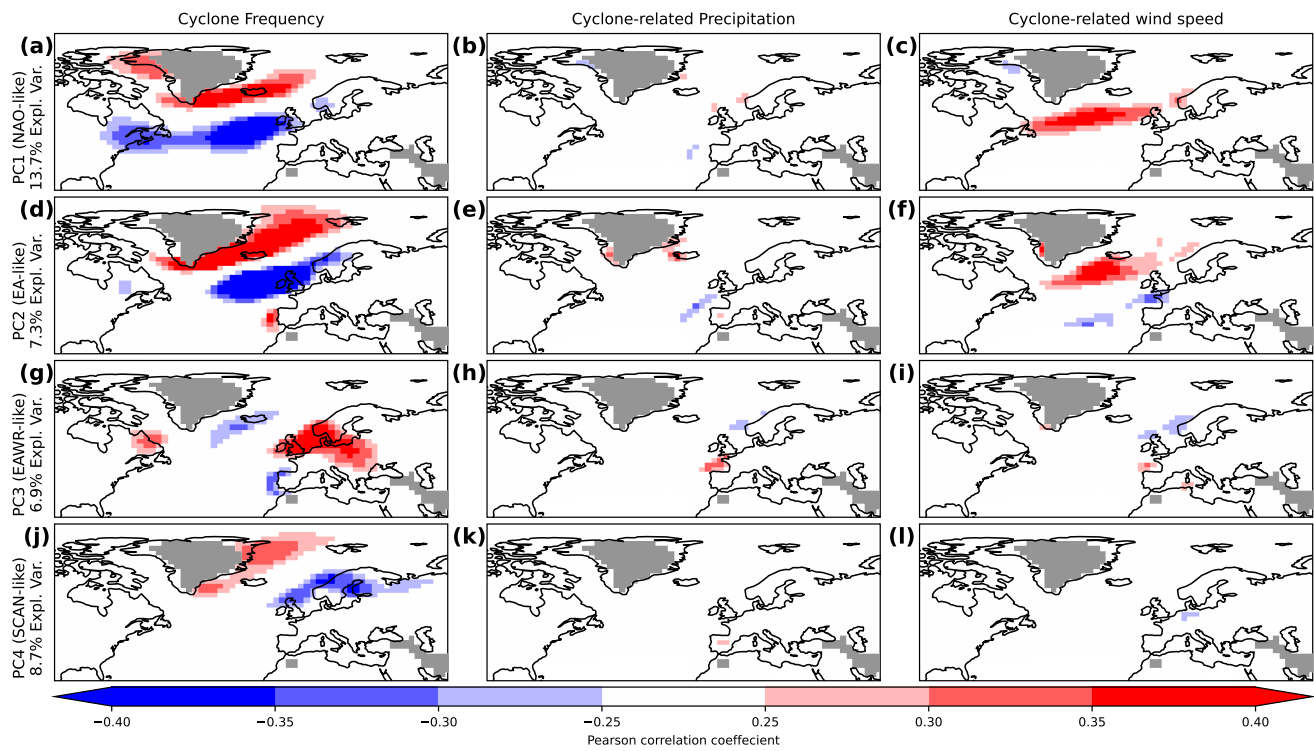 Cyclone Frequency
Cyclone-related Precipitation
Cyclone-related wind speed
(a)
(b)
(c)
PC1 (NAO-like)
13.7% Expl. Var.
(d)
(e)
(f)
PC2 (EA-like)
7.3% Expl. Var.
(g)
(h)
(i)
PC3 (EAWR-like)
6.9% Expl. Var.
(j)
(k)
(l)
PC4 (SCAN-like)
8.7% Expl. Var.
−0.40
−0.35
−0.30
−0.25
0.25
0.30
0.35
0.40
Pearson correlation coeffecient